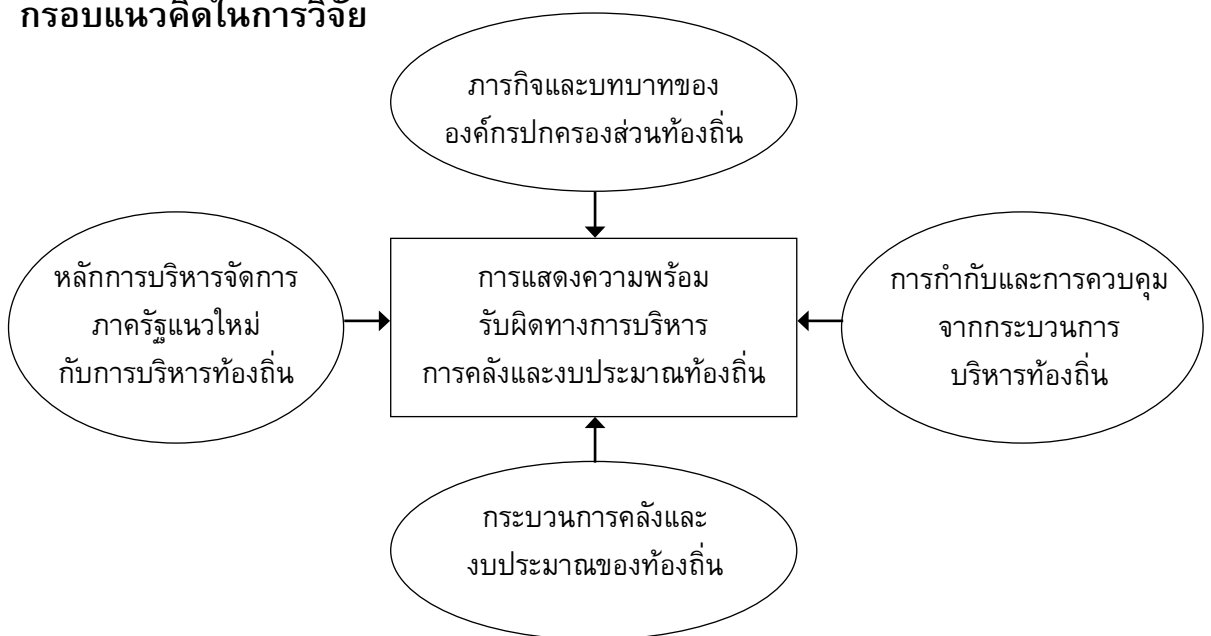 กรอบแนวคิดในการวิจัย
ภารกิจและบทบาทของ
องค์กรปกครองส่วนท้องถิ่น
หลักการบริหารจัดการ
ภาครัฐแนวใหม่
กับการบริหารท้องถิ่น
การแสดงความพร้อม
รับผิดทางการบริหาร
การคลังและงบประมาณท้องถิ่น
การกำกับและการควบคุม
จากกระบวนการ
บริหารท้องถิ่น
กระบวนการคลังและ
งบประมาณของท้องถิ่น